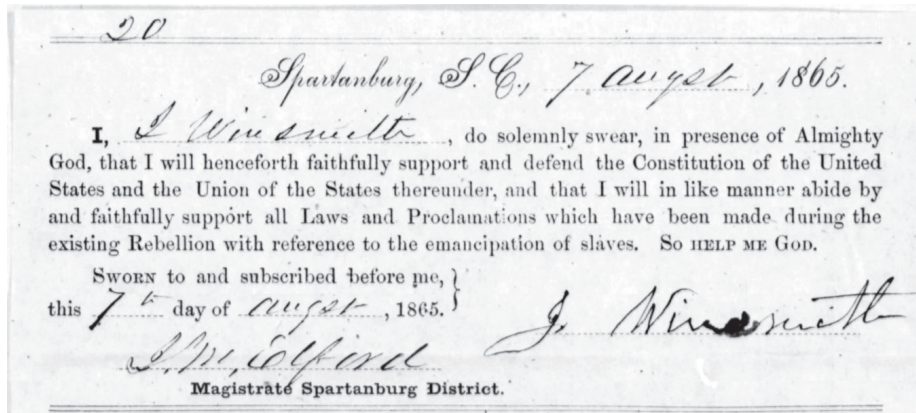 20
Spartanburg, S. C., 7 augst, 1865.
I, J Winsmith, do solemnly swear, in presence of Almighty
God, that I will henceforth faithfully support and defend the Constitution of the United
States and the Union of the States thereunder, and that I will in like manner abide by
and faithfully support all Laws and Proclamations which have been made during the
existing Rebellion with reference to the emancipation of slaves. So HELP ME GOD.
SWORN to and subscribed before me,
this 7th day of augst, 1865.
J. Winsmith
Magistrate Spartanburg District.